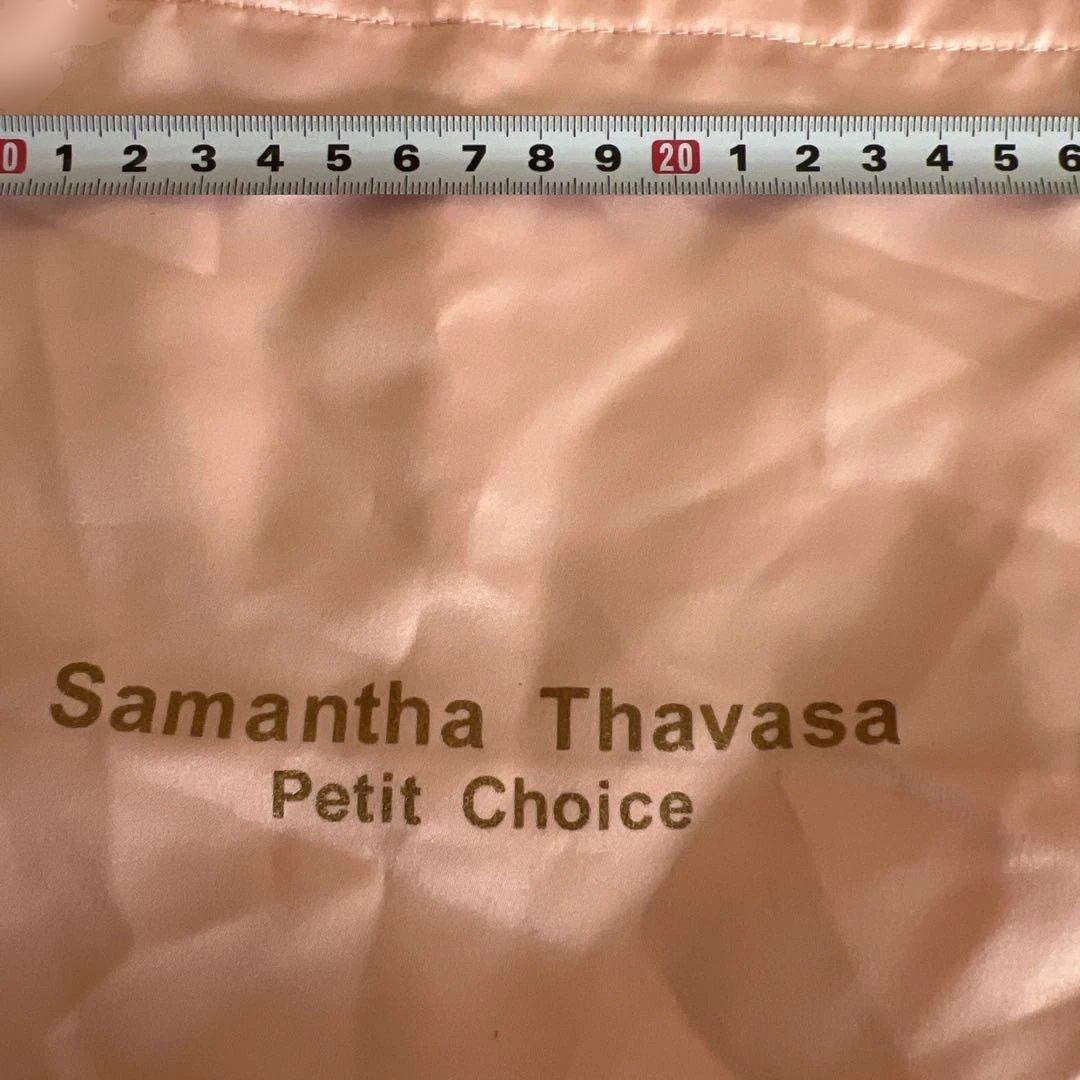 0 1 2 3 4 5 6 7 8 9 20 1 2 3 4 5 6
Samantha Thavasa
Petit Choice